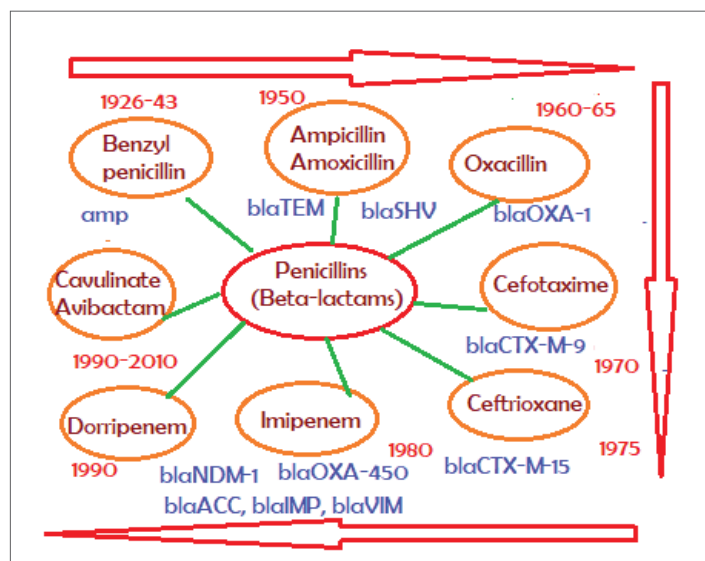 1926-43
1950
1960-65
Benzyl
penicillin
Ampicillin
Amoxicillin
Oxacillin
amp
blaTEM
blaSHV
blaOXA-1
Cavulinate
Avibactam
Penicillins
(Beta-lactams)
Cefotaxime
blaCTX-M-9
1990-2010
1970
Dorripenem
Imipenem
Ceftrioxane
1990
1980
1975
blaNDM-1
blaOXA-450
blaCTX-M-15
blaACC, blaIMP, blaVIM